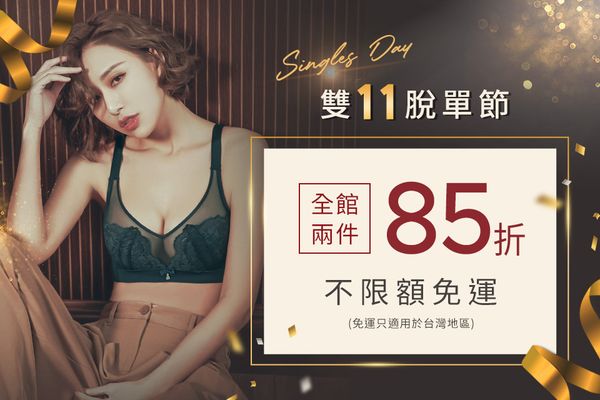 Singles Day
雙11脫單節
全館
兩件
85折
不限額免運
(免運只適用於台灣地區)